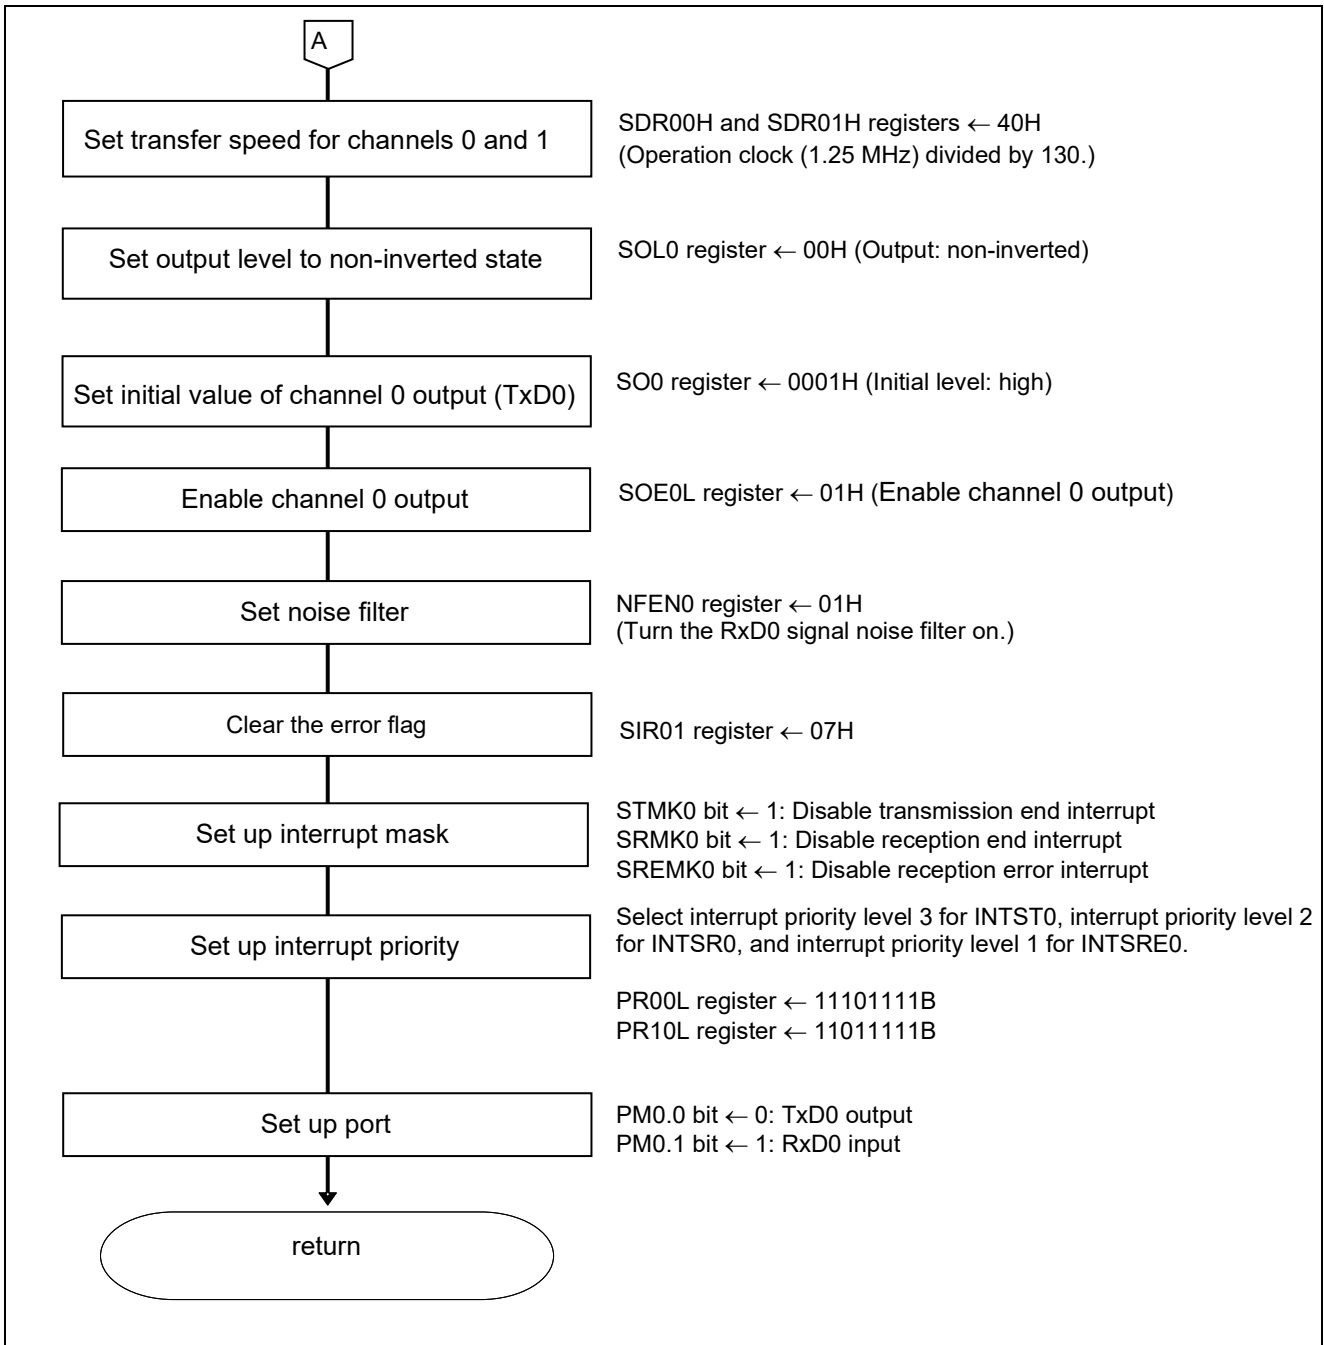 A
Set transfer speed for channels 0 and 1
SDR00H and SDR01H registers ← 40H
(Operation clock (1.25 MHz) divided by 130.)
Set output level to non-inverted state
SOL0 register ← 00H (Output: non-inverted)
Set initial value of channel 0 output (TxD0)
SO0 register ← 0001H (Initial level: high)
Enable channel 0 output
SOE0L register ← 01H (Enable channel 0 output)
Set noise filter
NFEN0 register ← 01H
(Turn the RxD0 signal noise filter on.)
Clear the error flag
SIR01 register ← 07H
Set up interrupt mask
STMK0 bit ← 1: Disable transmission end interrupt
SRMK0 bit ← 1: Disable reception end interrupt
SREMK0 bit ← 1: Disable reception error interrupt
Set up interrupt priority
Select interrupt priority level 3 for INTST0, interrupt priority level 2
for INTSR0, and interrupt priority level 1 for INTSRE0.
PR00L register ← 11101111B
PR10L register ← 11011111B
Set up port
PM0.0 bit ← 0: TxD0 output
PM0.1 bit ← 1: RxD0 input
return